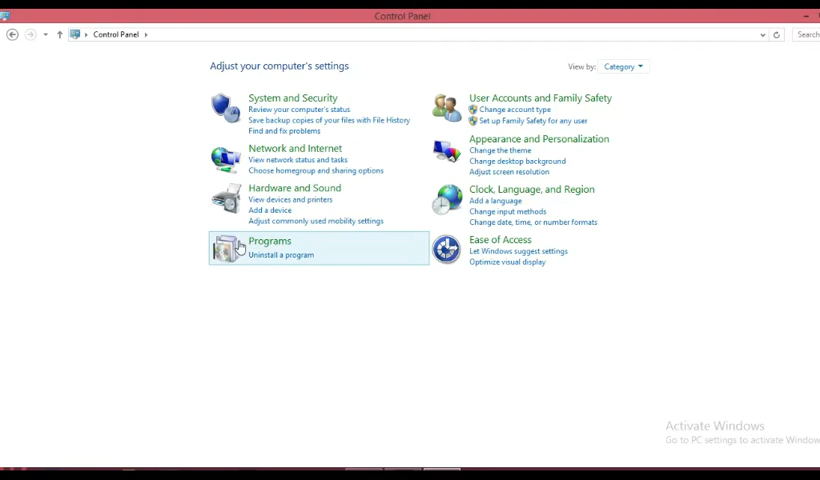 Control Panel
Control Panel
Search
Adjust your computer's settings
View by: Category
System and Security
Review your computer's status
Save backup copies of your files with File History
Find and fix problems
Network and Internet
View network status and tasks
Choose homegroup and sharing options
Hardware and Sound
View devices and printers
Add a device
Adjust commonly used mobility settings
Programs
Uninstall a program
User Accounts and Family Safety
Change account type
Set up Family Safety for any user
Appearance and Personalization
Change the theme
Change desktop background
Adjust screen resolution
Clock, Language, and Region
Add a language
Change input methods
Change date, time, or number formats
Ease of Access
Let Windows suggest settings
Optimize visual display
Activate Windows
Go to PC settings to activate Window